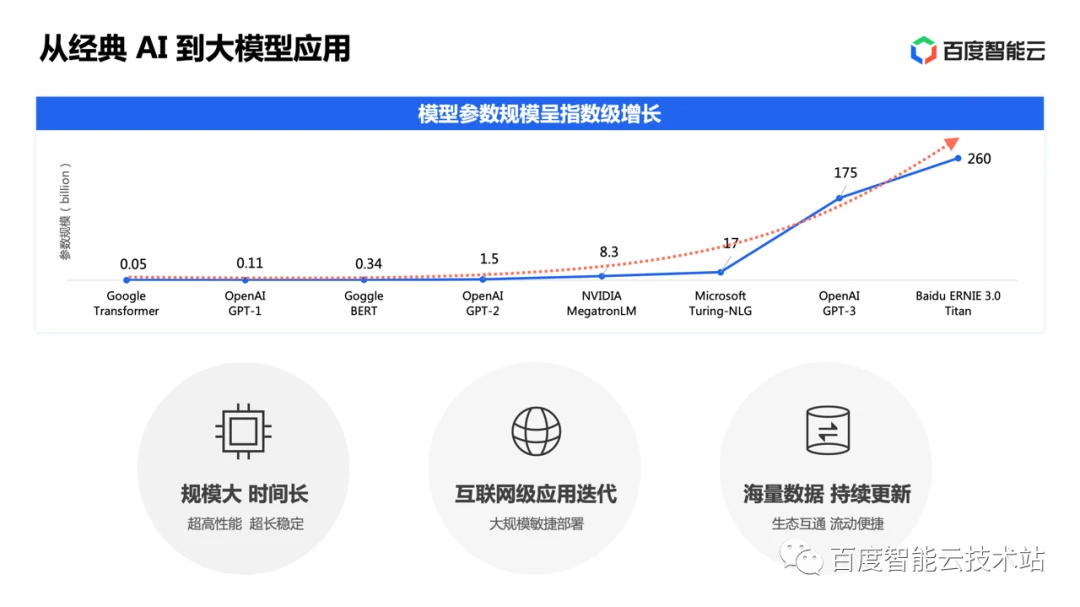 从经典 AI 到大模型应用
百度智能云
模型参数规模呈指数级增长
参数规模（billion）
0.05
0.11
0.34
1.5
8.3
17
175
260
Google
Transformer
OpenAI
GPT-1
Goggle
BERT
OpenAI
GPT-2
NVIDIA
MegatronLM
Microsoft
Turing-NLG
OpenAI
GPT-3
Baidu ERNIE 3.0
Titan
规模大 时间长
超高性能 超长稳定
互联网级应用迭代
大规模敏捷部署
海量数据 持续更新
生态互通 流动便捷
百度智能云技术站